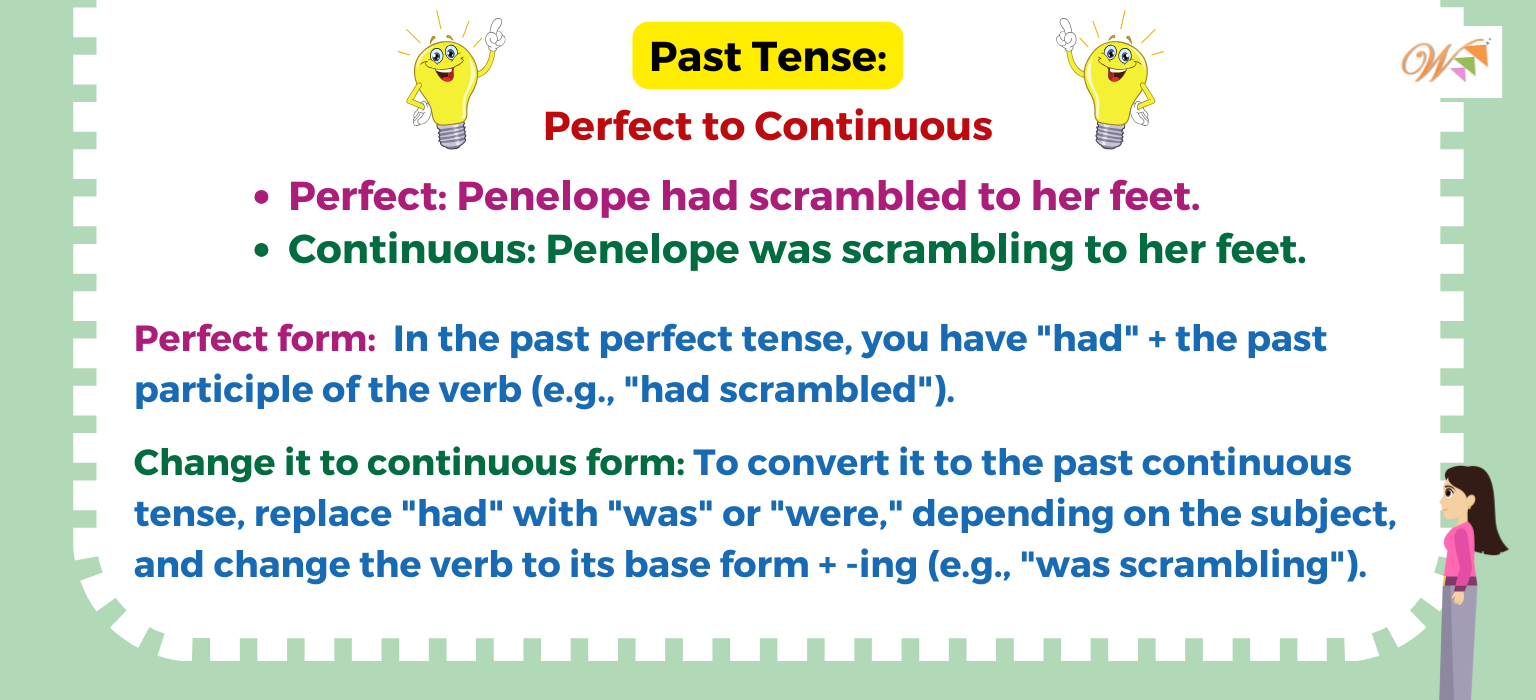 Past Tense:
W
Perfect to Continuous
• Perfect: Penelope had scrambled to her feet.
• Continuous: Penelope was scrambling to her feet.
Perfect form: In the past perfect tense, you have "had" + the past
participle of the verb (e.g., "had scrambled").
Change it to continuous form: To convert it to the past continuous
tense, replace "had" with "was" or "were," depending on the subject,
and change the verb to its base form + -ing (e.g., "was scrambling").